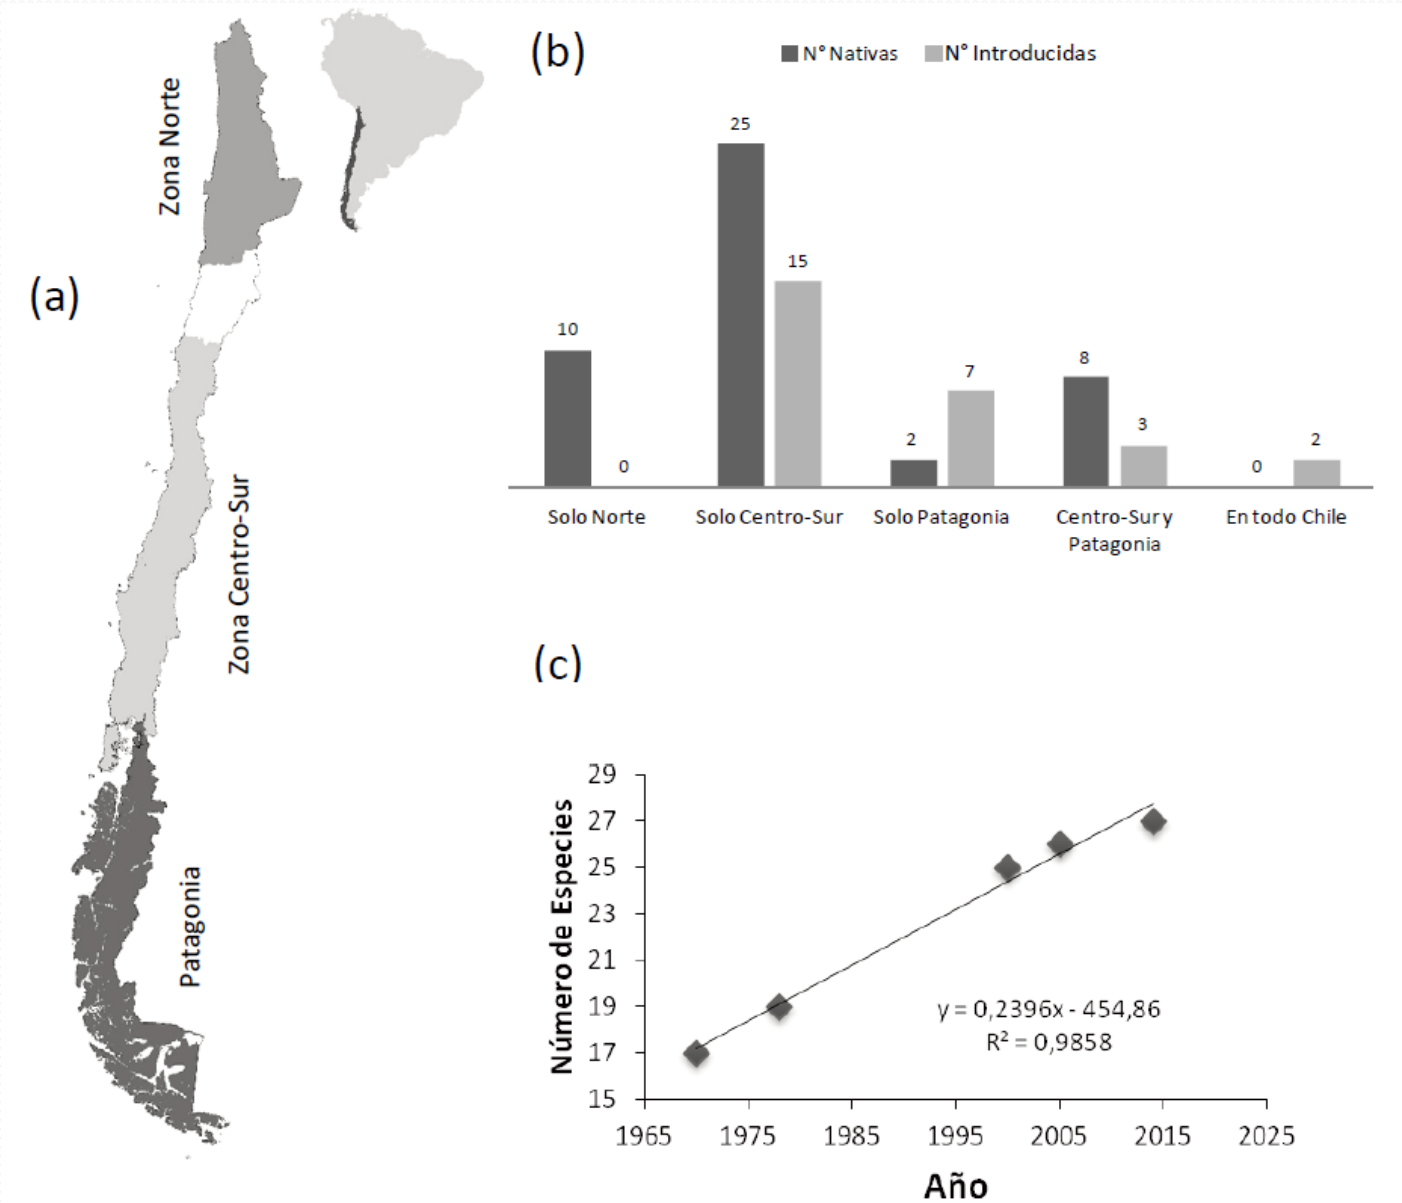 (a)
Zona Norte
Zona Centro-Sur
Patagonia
(b)
N° Nativas
N° Introducidas
10
0
25
15
2
7
8
3
0
2
Solo Norte
Solo Centro-Sur
Solo Patagonia
Centro-Sur y
Patagonia
En todo Chile
(c)
Número de Especies
29
27
25
23
21
19
17
15
y = 0,2396x - 454,86
R² = 0,9858
1965
1975
1985
1995
2005
2015
2025
Año